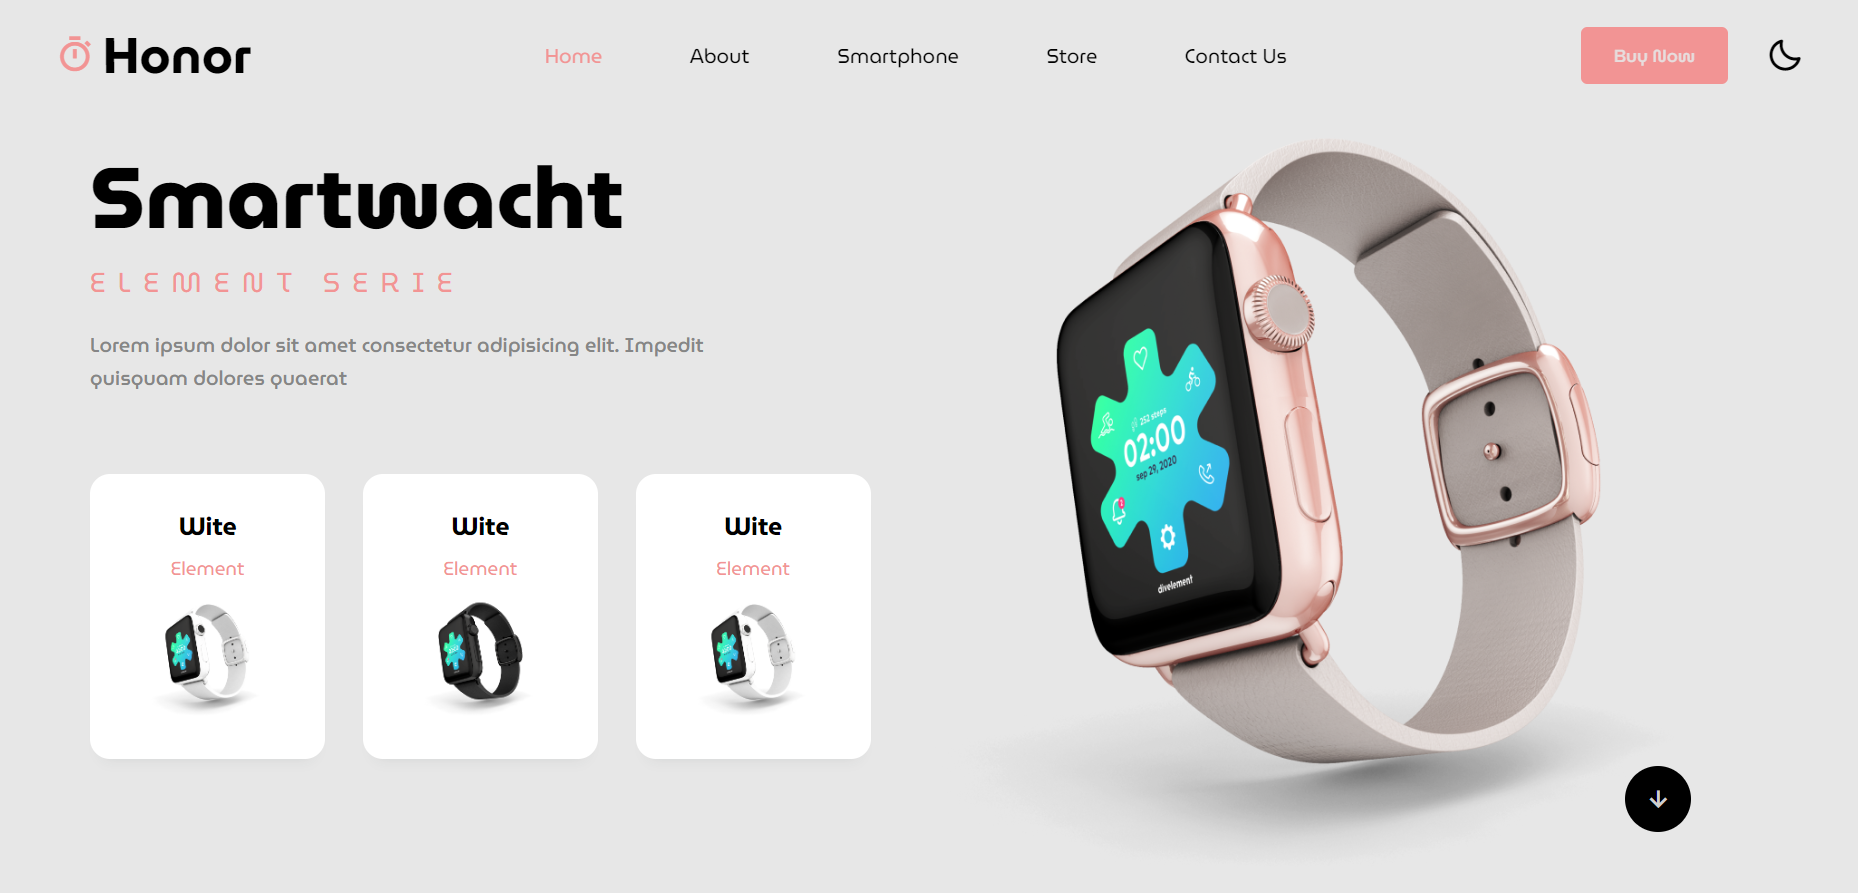 Honor
Home About Smartphone Store Contact Us
Buy Now
Smartwacht
ELEMENT SERIE
Lorem ipsum dolor sit amet consectetur adipisicing elit. Impedit
quisquam dolores quaerat
Wite
Element
Wite
Element
Wite
Element
252 steps
02:00
sep 29, 2020
divelement